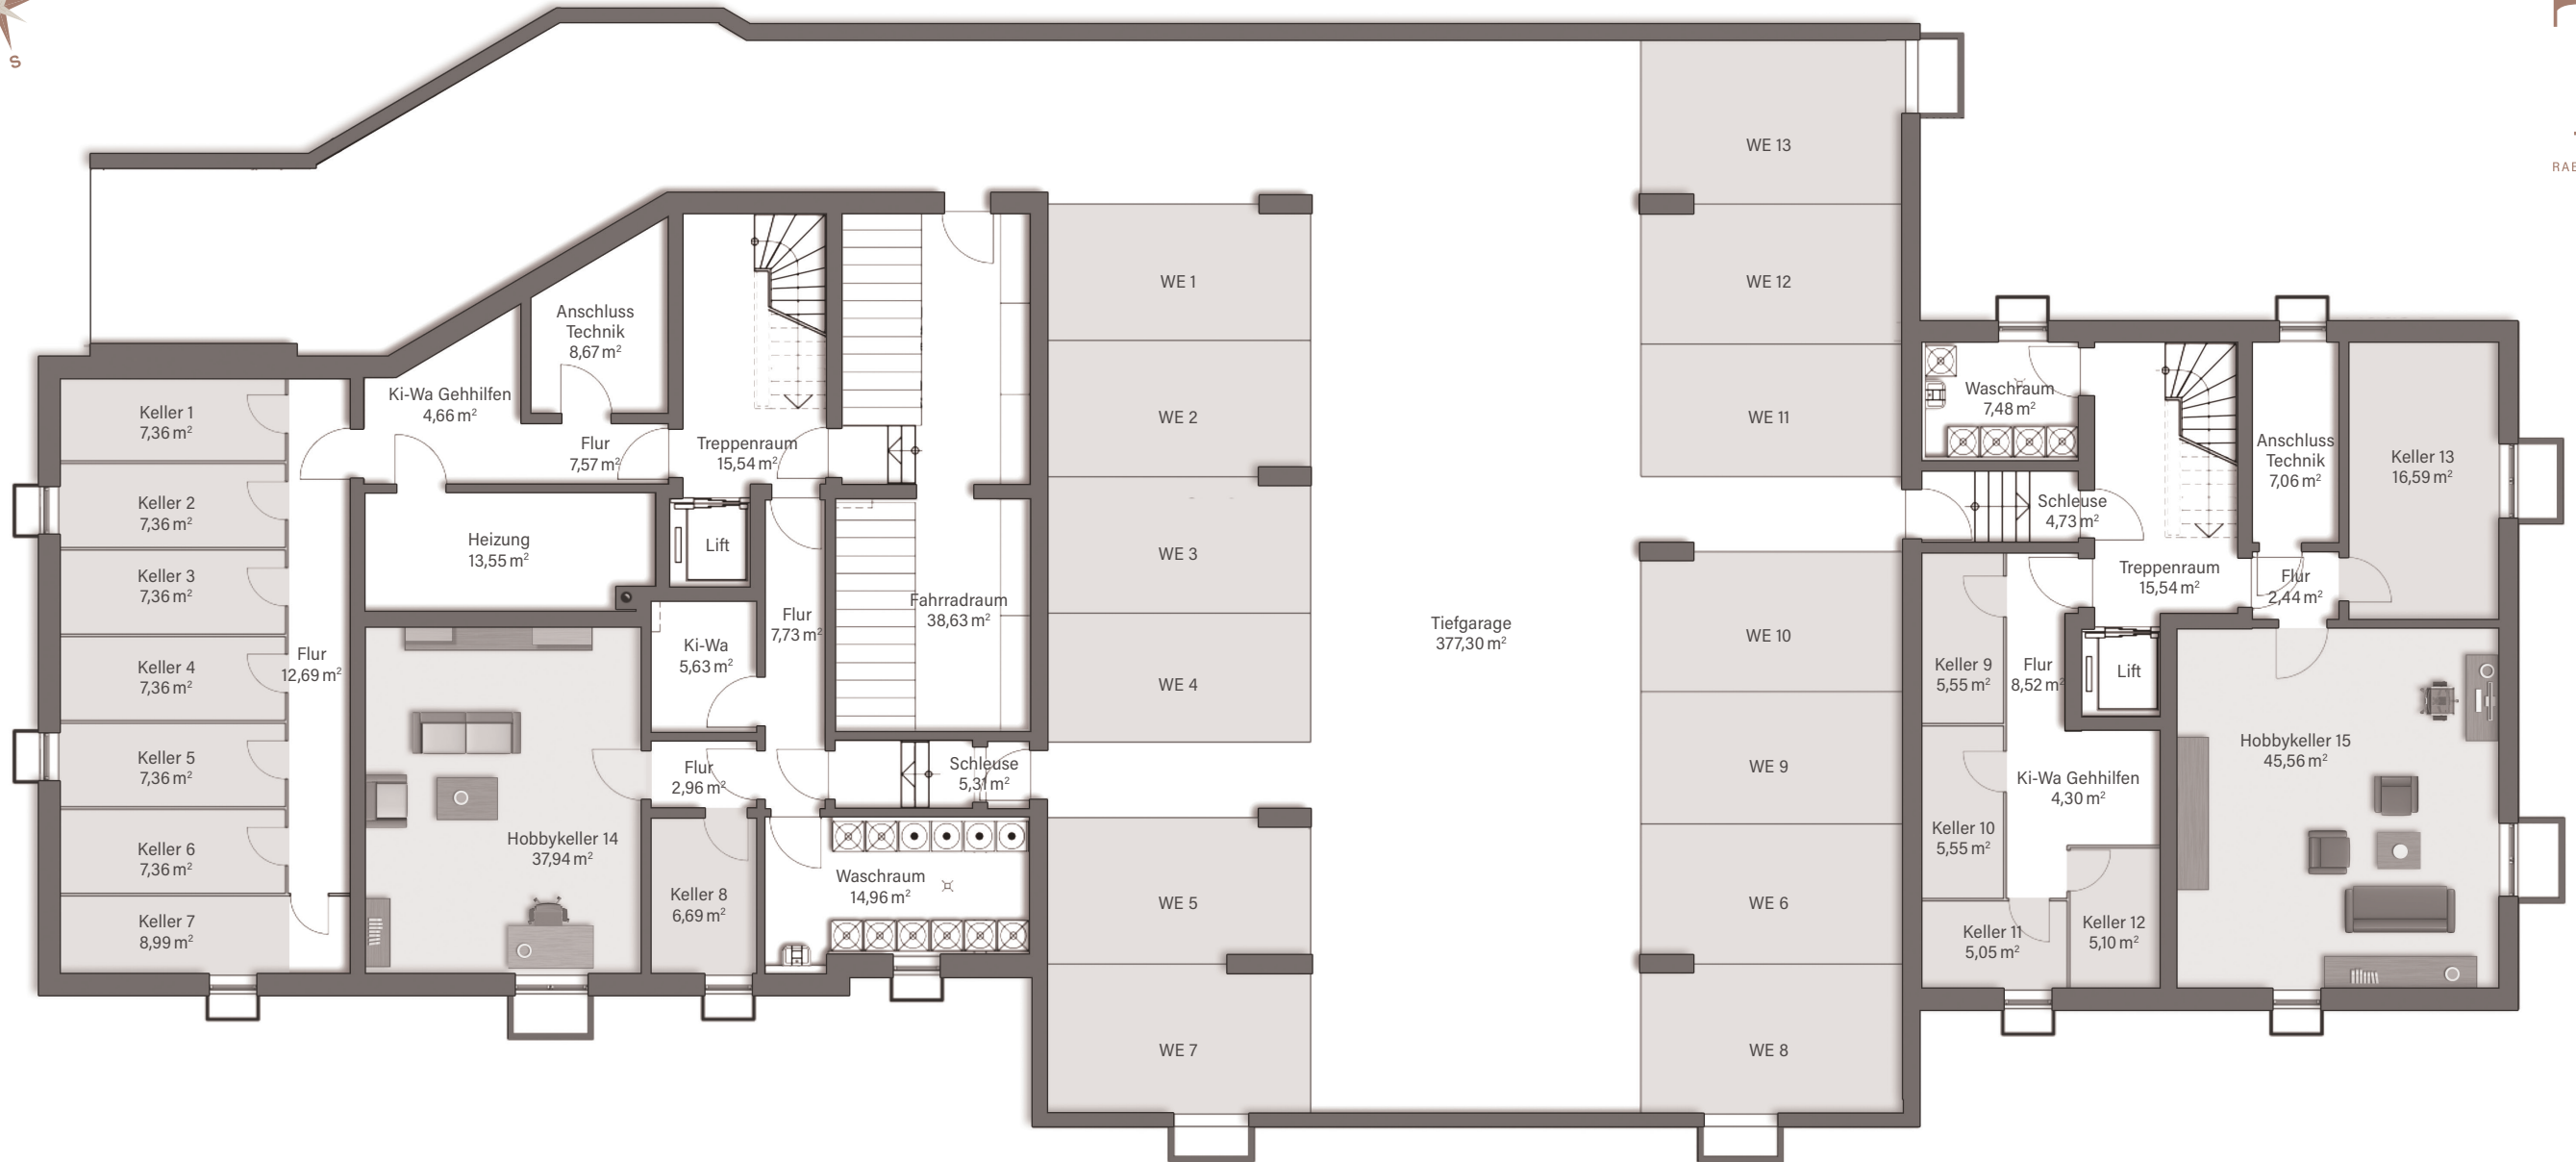 S
RAE
WE 13
WE 12
WE 11
WE 10
WE 9
WE 6
WE 8
WE 1
WE 2
WE 3
WE 4
WE 5
WE 7
Tiefgarage
377,30 m²
Keller 1
7,36 m²
Keller 2
7,36 m²
Keller 3
7,36 m²
Keller 4
7,36 m²
Keller 5
7,36 m²
Keller 6
7,36 m²
Keller 7
8,99 m²
Flur
12,69 m²
Ki-Wa Gehhilfen
4,66 m²
Anschluss
Technik
8,67 m²
Flur
7,57 m²
Treppenraum
15,54 m²
Heizung
13,55 m²
Lift
Ki-Wa
5,63 m²
Flur
7,73 m²
Fahrradraum
38,63 m²
Flur
2,96 m²
Schleuse
5,31 m²
Hobbykeller 14
37,94 m²
Keller 8
6,69 m²
Waschraum
14,96 m²
Waschraum
7,48 m²
Schleuse
4,73 m²
Treppenraum
15,54 m²
Anschluss
Technik
7,06 m²
Keller 13
16,59 m²
Flur
2,44 m²
Keller 9
5,55 m²
Flur
8,52 m²
Lift
Ki-Wa Gehhilfen
4,30 m²
Keller 10
5,55 m²
Keller 11
5,05 m²
Keller 12
5,10 m²
Hobbykeller 15
45,56 m²